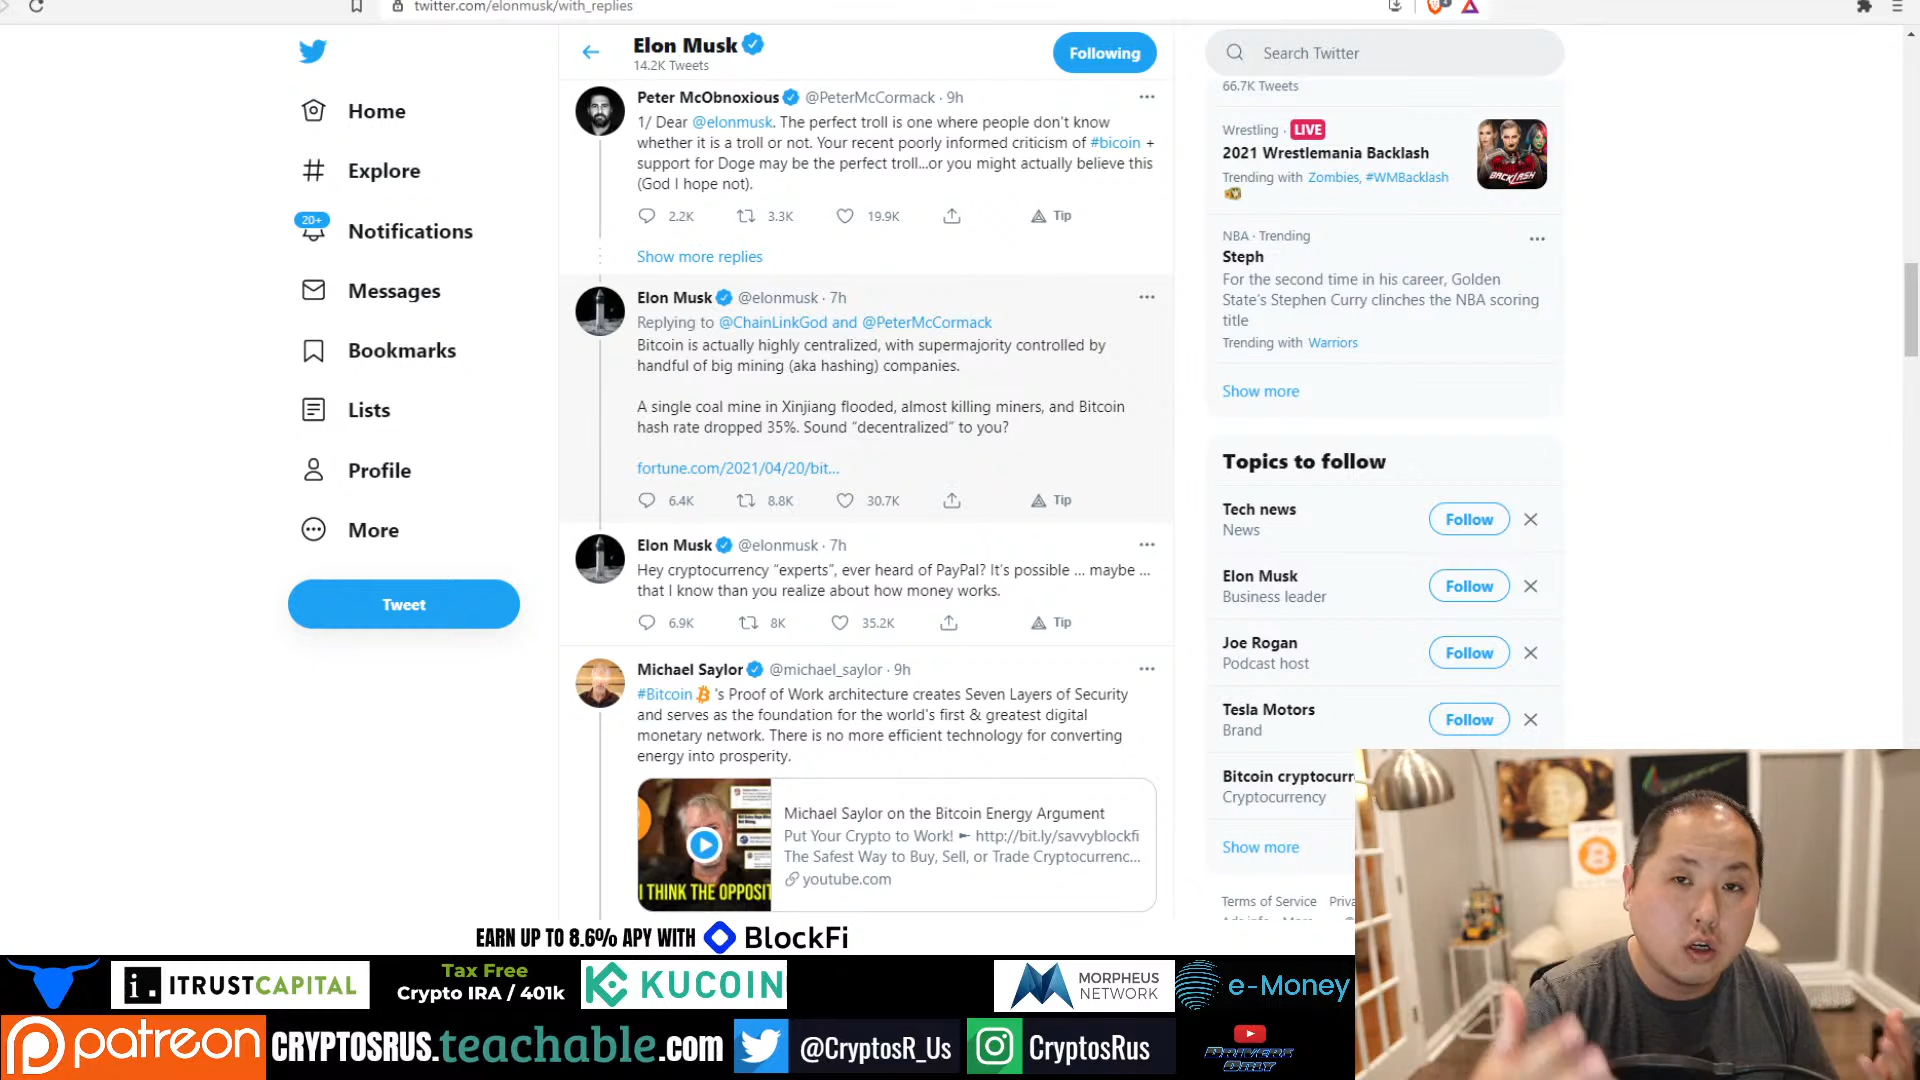 twitter.com/elonmusk/with_replies
Elon Musk
14.2K Tweets
Following
Search Twitter
Home
Explore
20+
Notifications
Messages
Bookmarks
Lists
Profile
More
Tweet
Peter McObnoxious @PeterMcCormack · 9h
1/ Dear @elonmusk. The perfect troll is one where people don't know
whether it is a troll or not. Your recent poorly informed criticism of #bicoin +
support for Doge may be the perfect troll...or you might actually believe this
(God I hope not).
2.2K 3.3K 19.9K Tip
Show more replies
Elon Musk @elonmusk · 7h
Replying to @ChainLinkGod and @PeterMcCormack
Bitcoin is actually highly centralized, with supermajority controlled by
handful of big mining (aka hashing) companies.
A single coal mine in Xinjiang flooded, almost killing miners, and Bitcoin
hash rate dropped 35%. Sound “decentralized” to you?
fortune.com/2021/04/20/bit...
6.4K 8.8K 30.7K Tip
Elon Musk @elonmusk · 7h
Hey cryptocurrency “experts”, ever heard of PayPal? It's possible ... maybe ...
that I know than you realize about how money works.
6.9K 8K 35.2K Tip
Michael Saylor @michael_saylor · 9h
#Bitcoin 's Proof of Work architecture creates Seven Layers of Security
and serves as the foundation for the world's first & greatest digital
monetary network. There is no more efficient technology for converting
energy into prosperity.
I THINK THE OPPOSIT
Michael Saylor on the Bitcoin Energy Argument
Put Your Crypto to Work! ► http://bit.ly/savvyblockfi
The Safest Way to Buy, Sell, or Trade Cryptocurrenc...
youtube.com
66.7K Tweets
Wrestling · LIVE
2021 Wrestlemania Backlash
Trending with Zombies, #WMBacklash
BACKLASH
NBA · Trending
Steph
For the second time in his career, Golden
State's Stephen Curry clinches the NBA scoring
title
Trending with Warriors
Show more
Topics to follow
Tech news
News
Follow
Elon Musk
Business leader
Follow
Joe Rogan
Podcast host
Follow
Tesla Motors
Brand
Follow
Bitcoin cryptocurr
Cryptocurrency
Show more
Terms of Service Priva
EARN UP TO 8.6% APY WITH BlockFi
i. ITRUSTCAPITAL
Tax Free
Crypto IRA / 401k
KUCOIN
MORPHEUS
NETWORK
e-Money
patreon
CRYPTOSRUS.teachable.com
@CryptosR_Us
CryptosRus
DRIVERS
ONLY